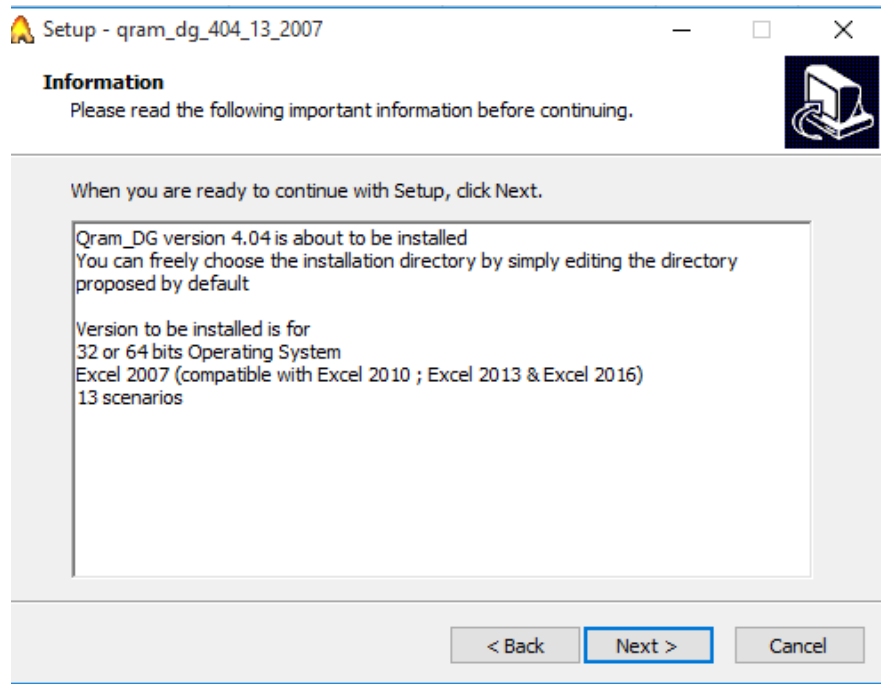 Setup - qram_dg_404_13_2007
Information
Please read the following important information before continuing.
When you are ready to continue with Setup, click Next.
Qram_DG version 4.04 is about to be installed
You can freely choose the installation directory by simply editing the directory
proposed by default
Version to be installed is for
32 or 64 bits Operating System
Excel 2007 (compatible with Excel 2010 ; Excel 2013 & Excel 2016)
13 scenarios
< Back
Next >
Cancel